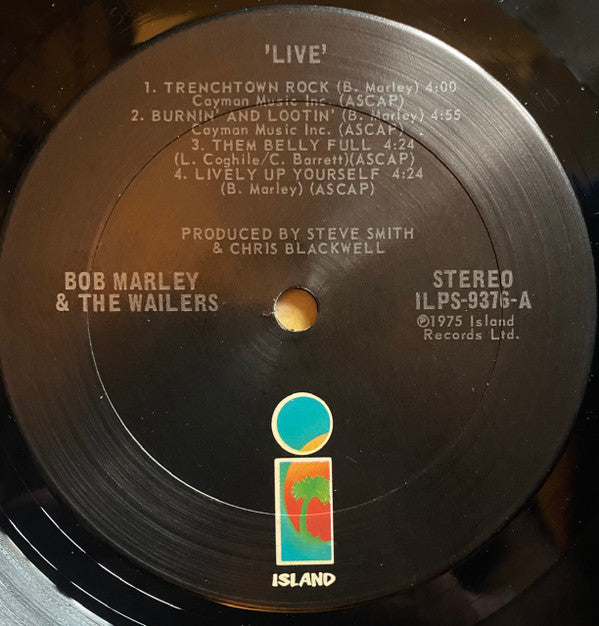 'LIVE'
1. TRENCHTOWN ROCK (B. Marley) 4:00
Cayman Music Inc. (ASCAP)
2. BURNIN' AND LOOTIN' (B. Marley) 4:55
Cayman Music Inc. (ASCAP)
3. THEM BELLY FULL 4:24
(L. Coghile/C. Barrett)(ASCAP)
4. LIVELY UP YOURSELF 4:24
(B. Marley) (ASCAP)
PRODUCED BY STEVE SMITH
& CHRIS BLACKWELL
BOB MARLEY
& THE WAILERS
STEREO
ILPS-9376-A
℗1975 Island
Records Ltd.
ISLAND